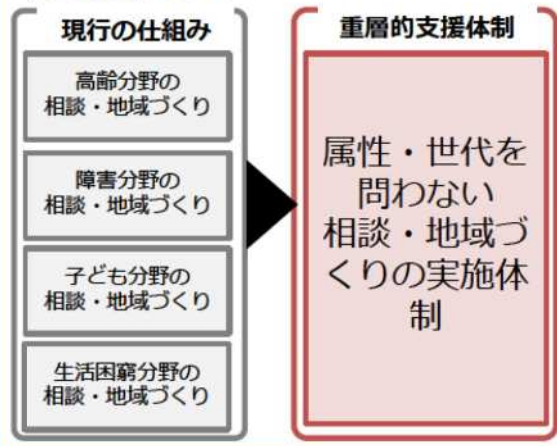 現行の仕組み
高齢分野の
相談・地域づくり
障害分野の
相談・地域づくり
子ども分野の
相談・地域づくり
生活困窮分野の
相談・地域づくり
重層的支援体制
属性・世代を
問わない
相談・地域づ
くりの実施体
制